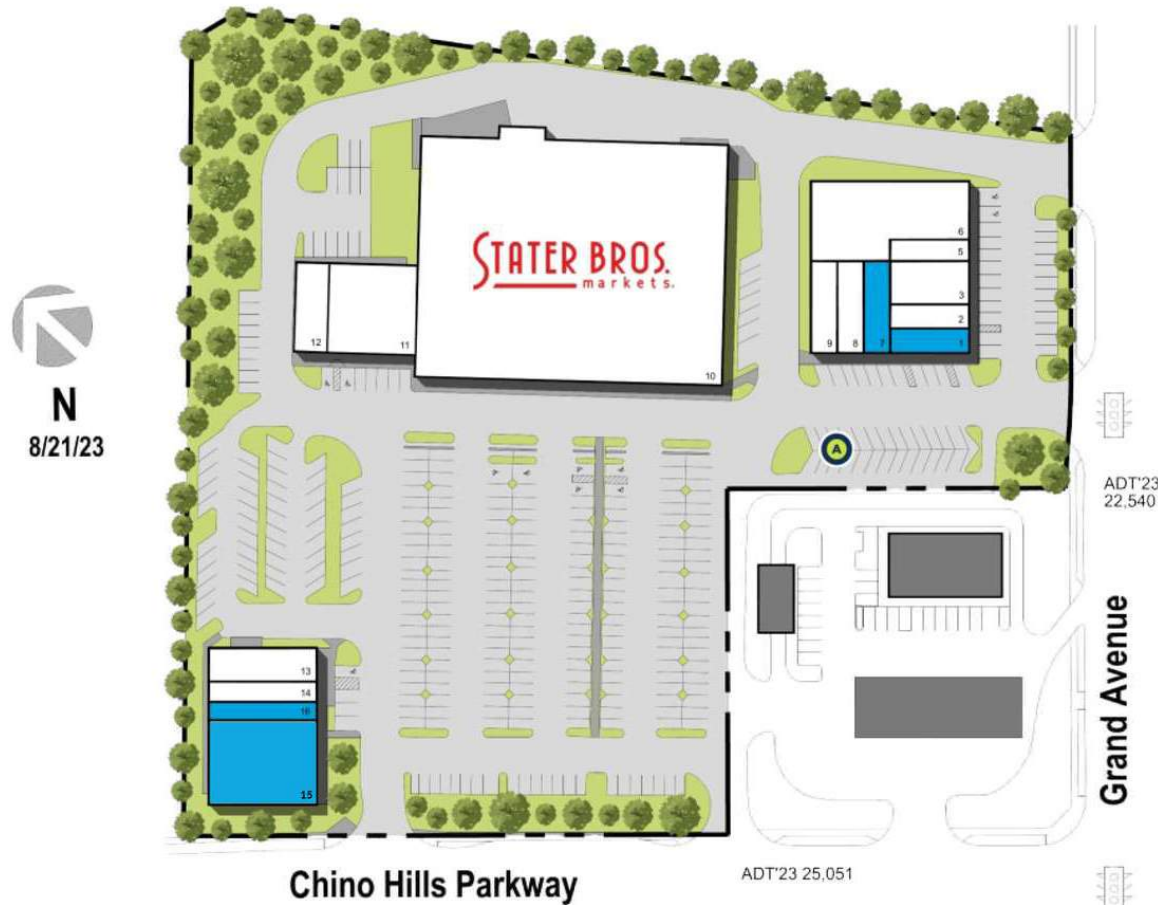 STATER BROS.
markets.
6
5
3
2
1
9
8
7
12
11
10
N
8/21/23
A
ADT'23
22,540
13
14
16
15
Grand Avenue
Chino Hills Parkway
ADT'23 25,051